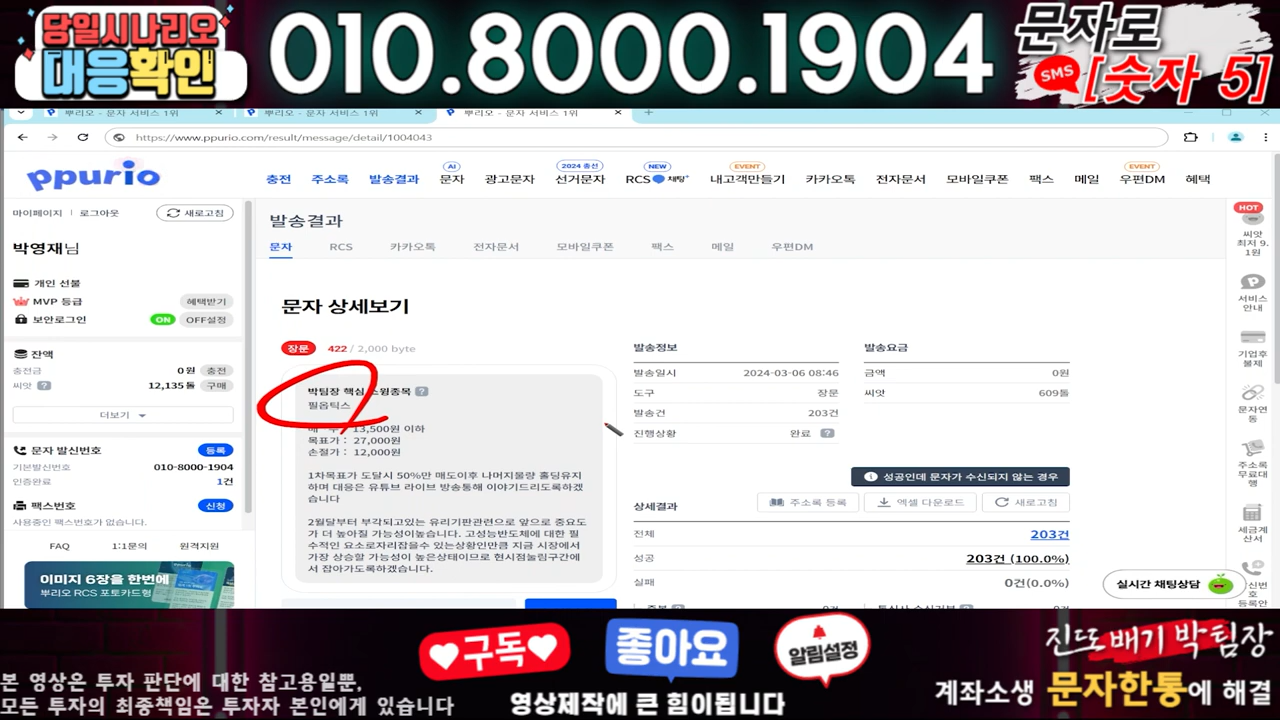 당일시나리오
대응확인
010.8000.1904
문자로
SMS
[숫자 5]
뿌리오 - 문자 서비스 1위
뿌리오 - 문자 서비스 1위
뿌리오 - 문자 서비스 1위
https://www.ppurio.com/result/message/detail/1004043
ppurio
충전
주소록
발송결과
AI
문자
광고문자
2024 총선
선거문자
NEW
RCS 채팅+
EVENT
내고객만들기
카카오톡
전자문서
모바일쿠폰
팩스
메일
EVENT
우편DM
혜택
마이페이지 | 로그아웃
새로고침
박영재님
개인 선불
MVP 등급
혜택받기
보안로그인
ON
OFF설정
잔액
충전금
0원
충전
씨앗 ?
12,135톨
구매
더보기
문자 발신번호
등록
기본발신번호
010-8000-1904
인증완료
1건
팩스번호
신청
사용중인 팩스번호가 없습니다.
FAQ
1:1문의
원격지원
이미지 6장을 한번에
뿌리오 RCS 포토카드형
발송결과
문자
RCS
카카오톡
전자문서
모바일쿠폰
팩스
메일
우편DM
문자 상세보기
장문
422 / 2,000 byte
박팀장 핵심 스윙종목 ?
필옵틱스
13,500원 이하
목표가 : 27,000원
손절가 : 12,000원
1차목표가 도달시 50%만 매도이후 나머지물량 홀딩유지
하며 대응은 유튜브 라이브 방송통해 이야기드리도록하겠
습니다
2월달부터 부각되고있는 유리기판관련으로 앞으로 중요도
가 더 높아질 가능성이높습니다. 고성능반도체에 대한 필
수적인 요소로자리잡을수 있는상황인만큼 지금 시장에서
가장 상승할 가능성이 높은상태이므로 현시점눌림구간에
서 잡아가도록하겠습니다.
발송정보
발송일시
2024-03-06 08:46
도구
장문
발송건
203건
진행상황
완료 ?
발송요금
금액
0원
씨앗
609톨
성공인데 문자가 수신되지 않는 경우
상세결과
주소록 등록
엑셀 다운로드
새로고침
전체
203건
성공
203건 (100.0%)
실패
0건(0.0%)
실시간 채팅상담
HOT
씨앗
최저 9.
1원
서비스
안내
기업후
불제
문자연
동
주소록
무료대
행
세금계
산서
발신번
호
등록안
구독
좋아요
알림설정
영상제작에 큰 힘이됩니다
본 영상은 투자 판단에 대한 참고용일뿐,
모든 투자의 최종책임은 투자자 본인에게 있습니다
진또배기 박팀장
계좌소생 문자한통에 해결